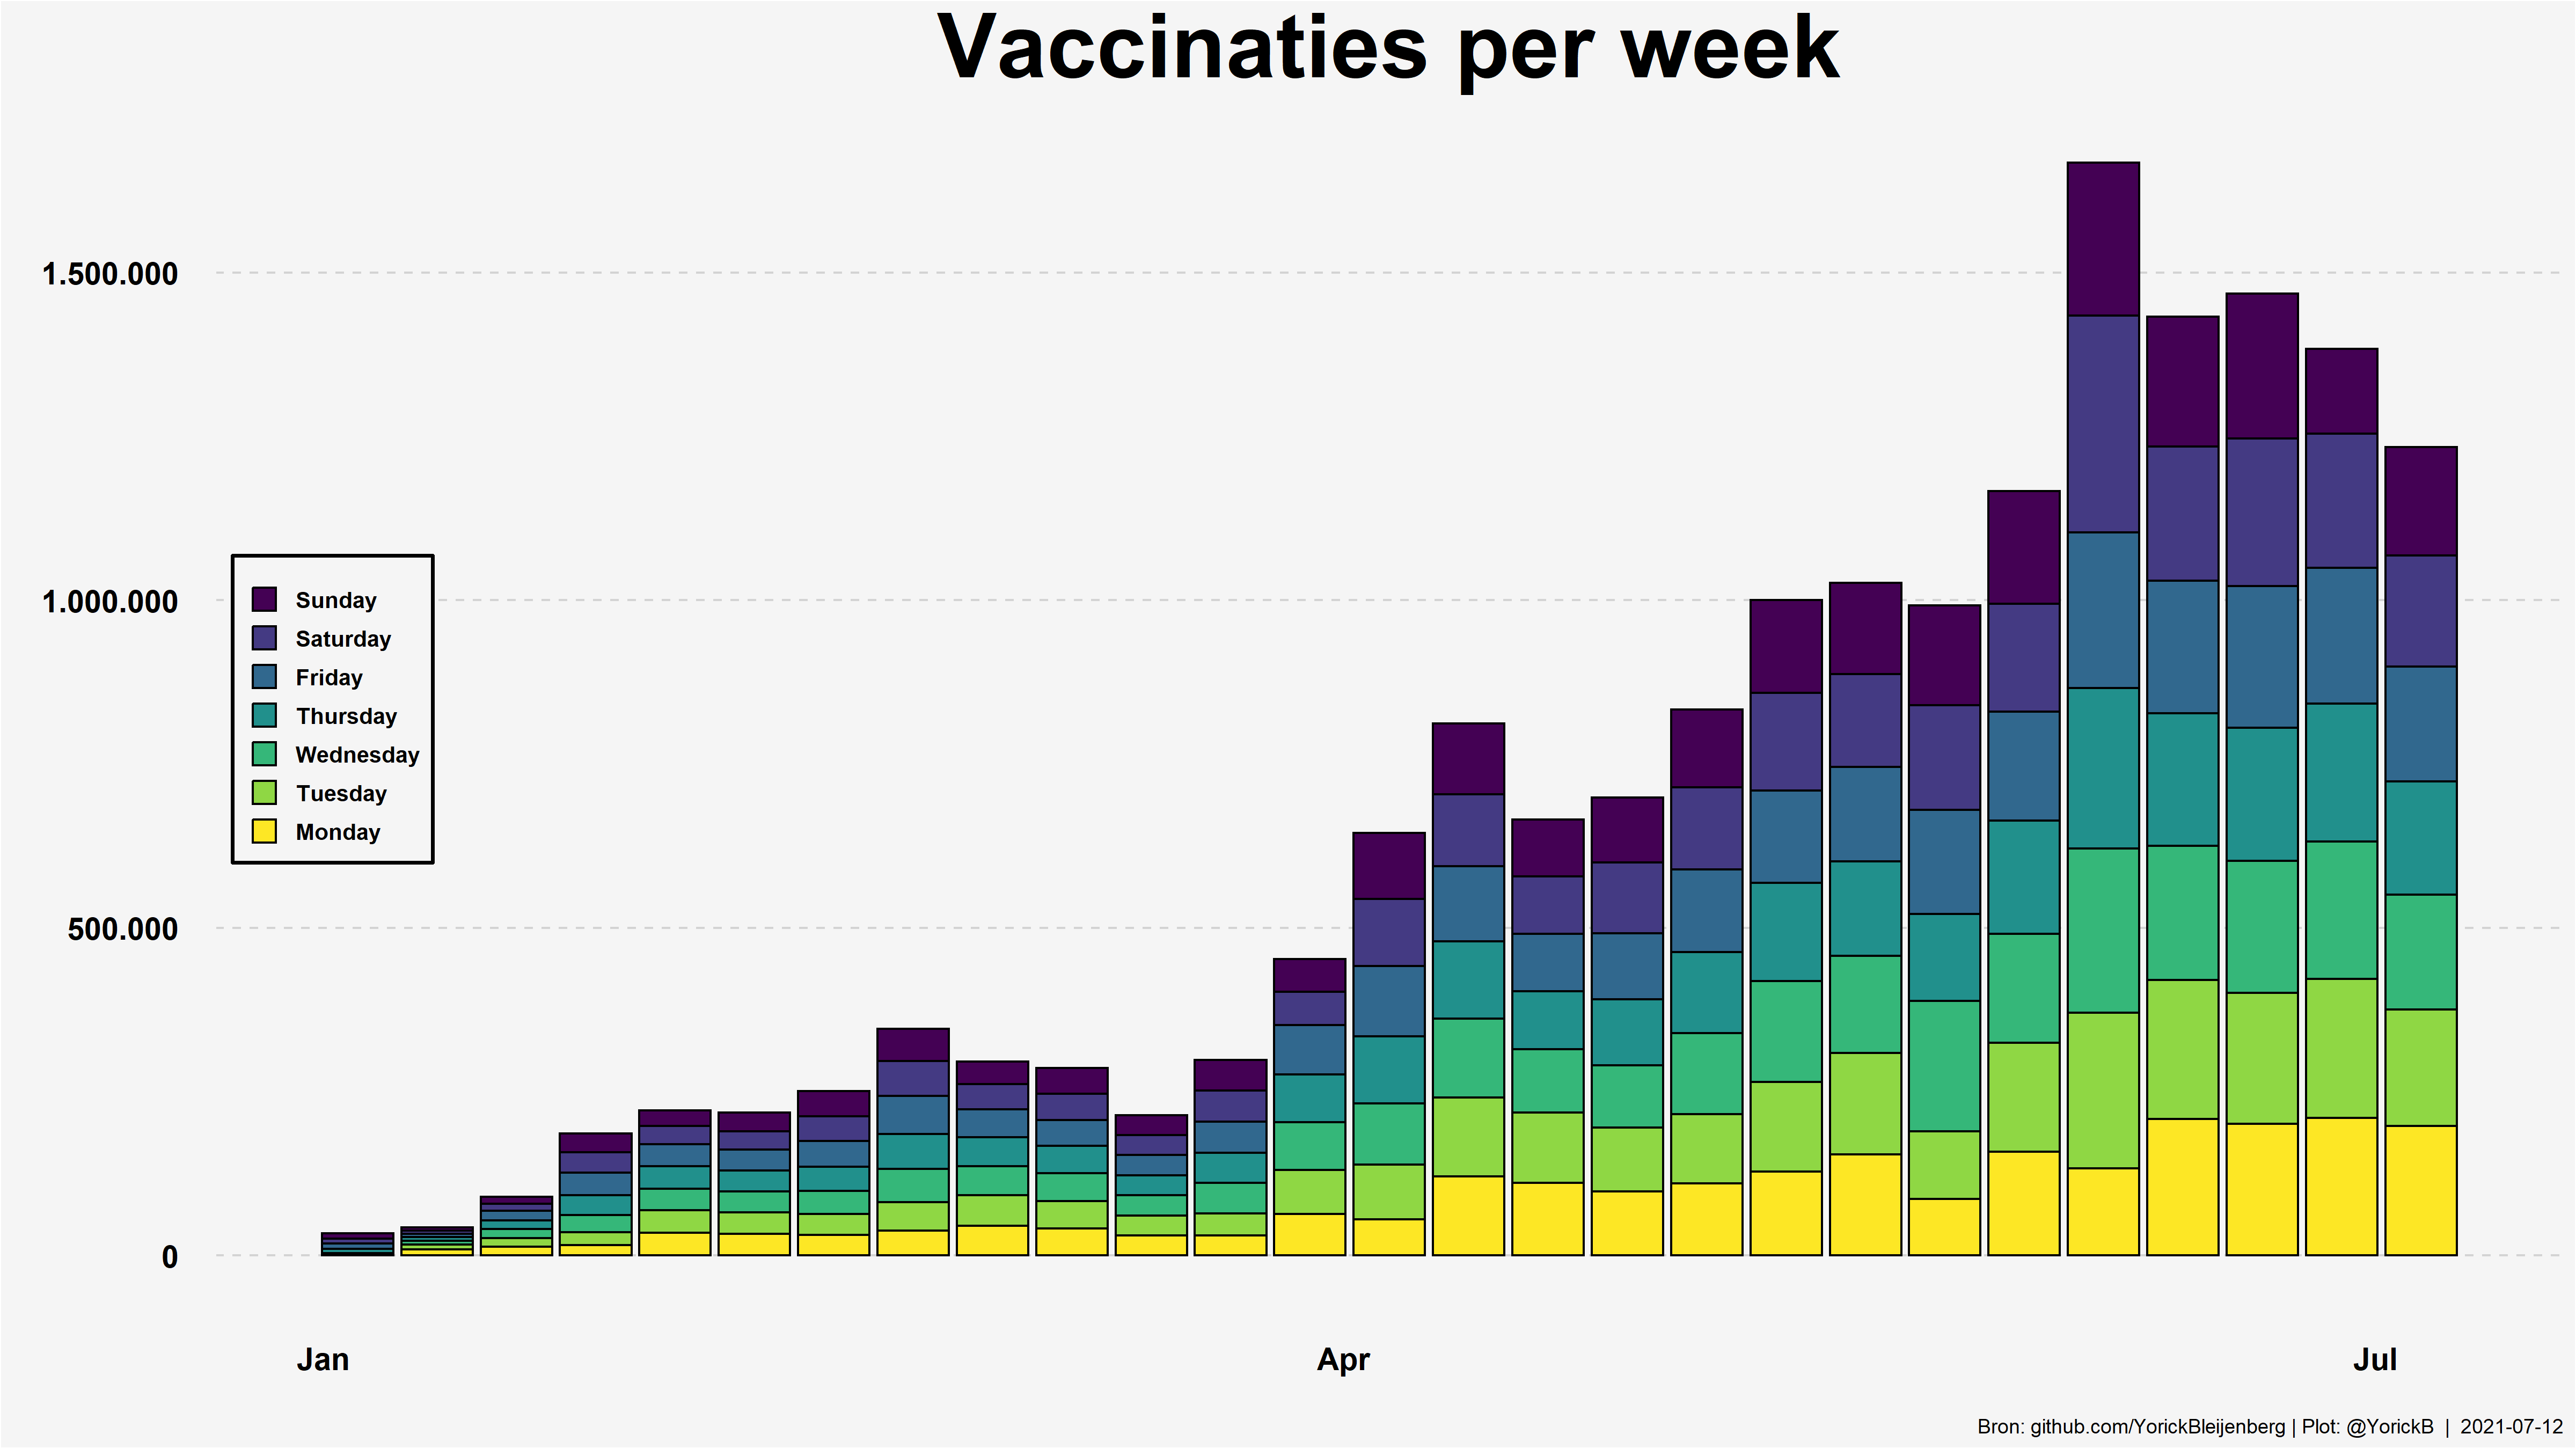 Vaccinaties per week
1.500.000
1.000.000
500.000
0
Sunday
Saturday
Friday
Thursday
Wednesday
Tuesday
Monday
Jan Apr Jul
Bron: github.com/YorickBleijenberg | Plot: @YorickB | 2021-07-12